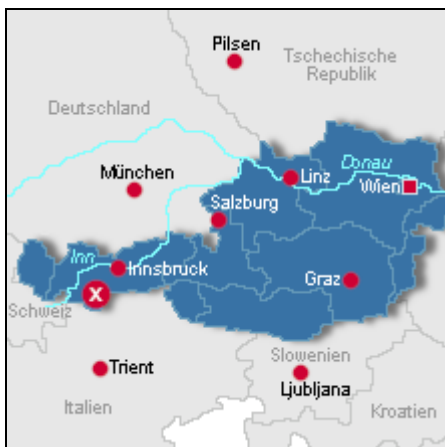 Pilsen
Tschechische
Republik
Deutschland
Donau
München
Linz
Wien
Salzburg
Inn
Innsbruck
Graz
X
Schweiz
Slowenien
Trient
Ljubljana
Italien
Kroatien